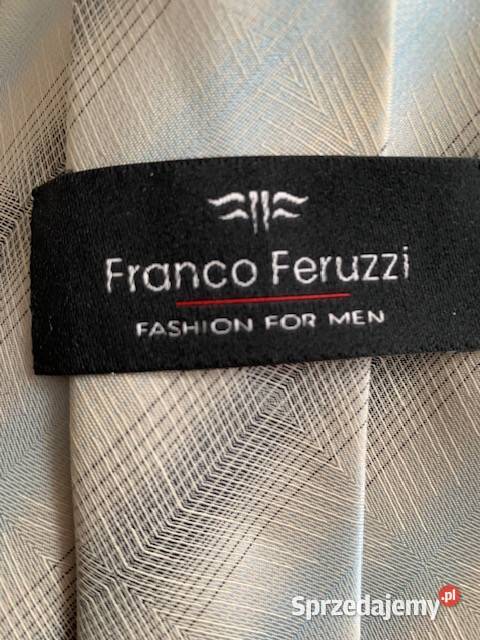 Franco Feruzzi
FASHION FOR MEN
Sprzedajemy.pl